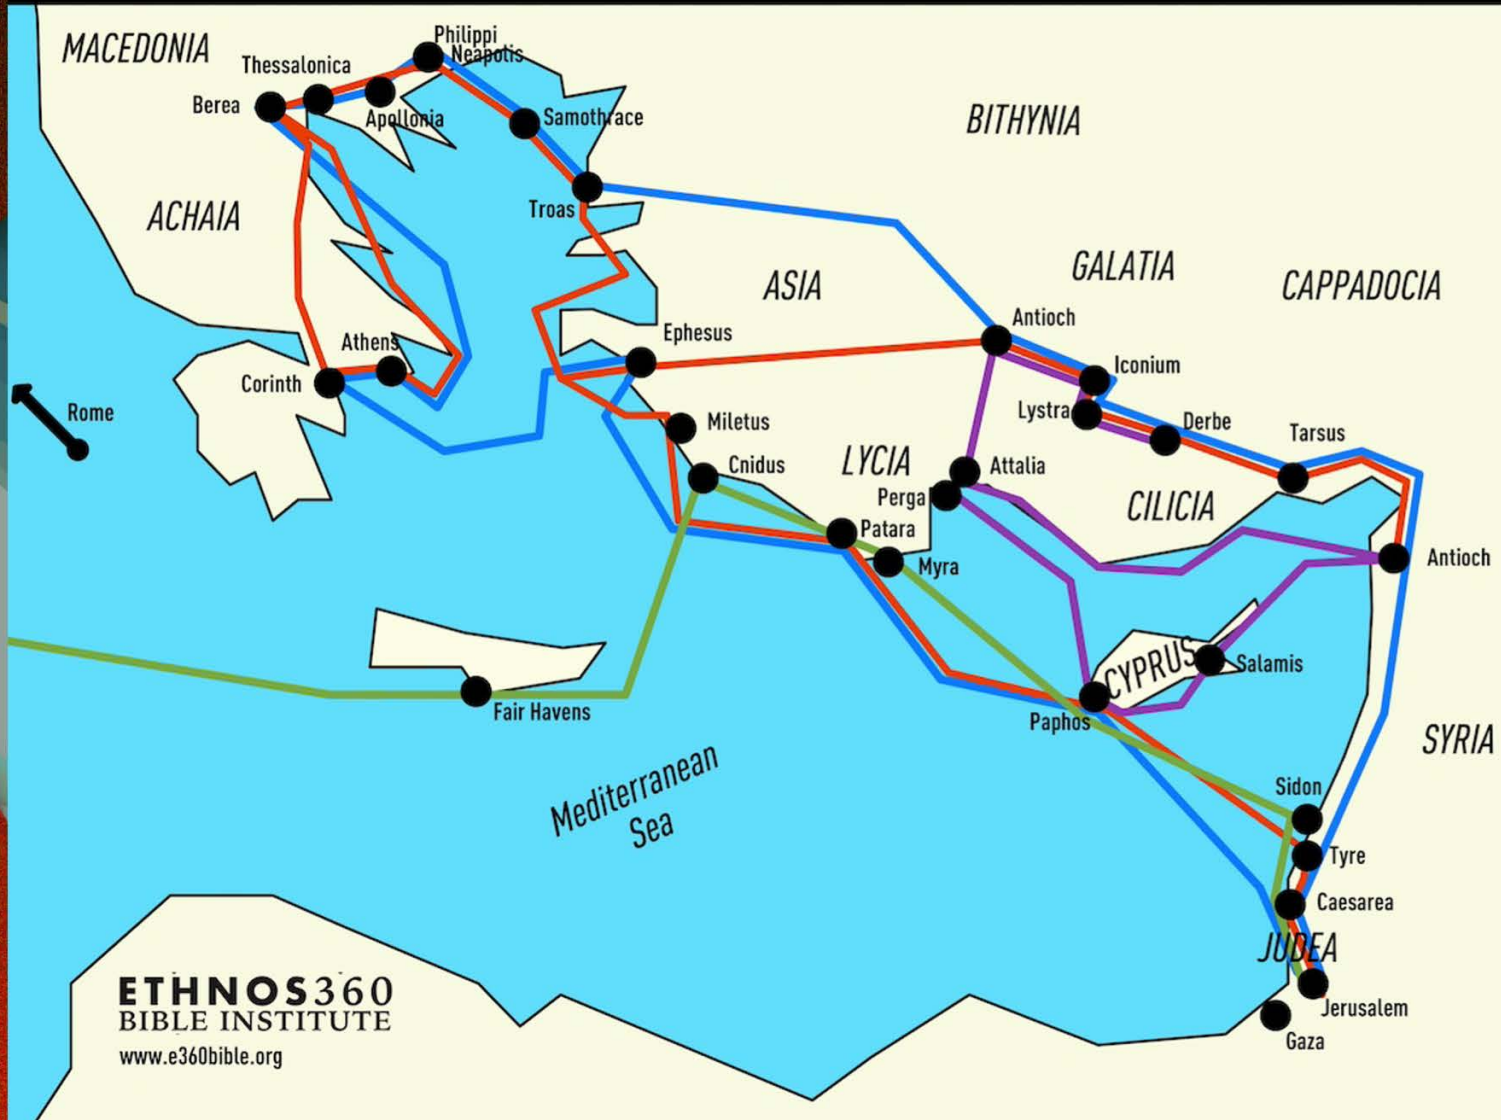 MACEDONIA
Philippi
Neapolis
Thessalonica
Berea
Apollonia
Samothrace
BITHYNIA
ACHAIA
Troas
ASIA
GALATIA
CAPPADOCIA
Antioch
Ephesus
Athens
Iconium
Corinth
Rome
Lystra
Derbe
Miletus
Tarsus
Cnidus
LYCIA
Attalia
Perga
CILICIA
Patara
Myra
Antioch
CYPRUS
Salamis
Fair Havens
Paphos
SYRIA
Mediterranean
Sea
Sidon
Tyre
Caesarea
JUDEA
Jerusalem
Gaza
ETHNOS360
BIBLE INSTITUTE
www.e360bible.org